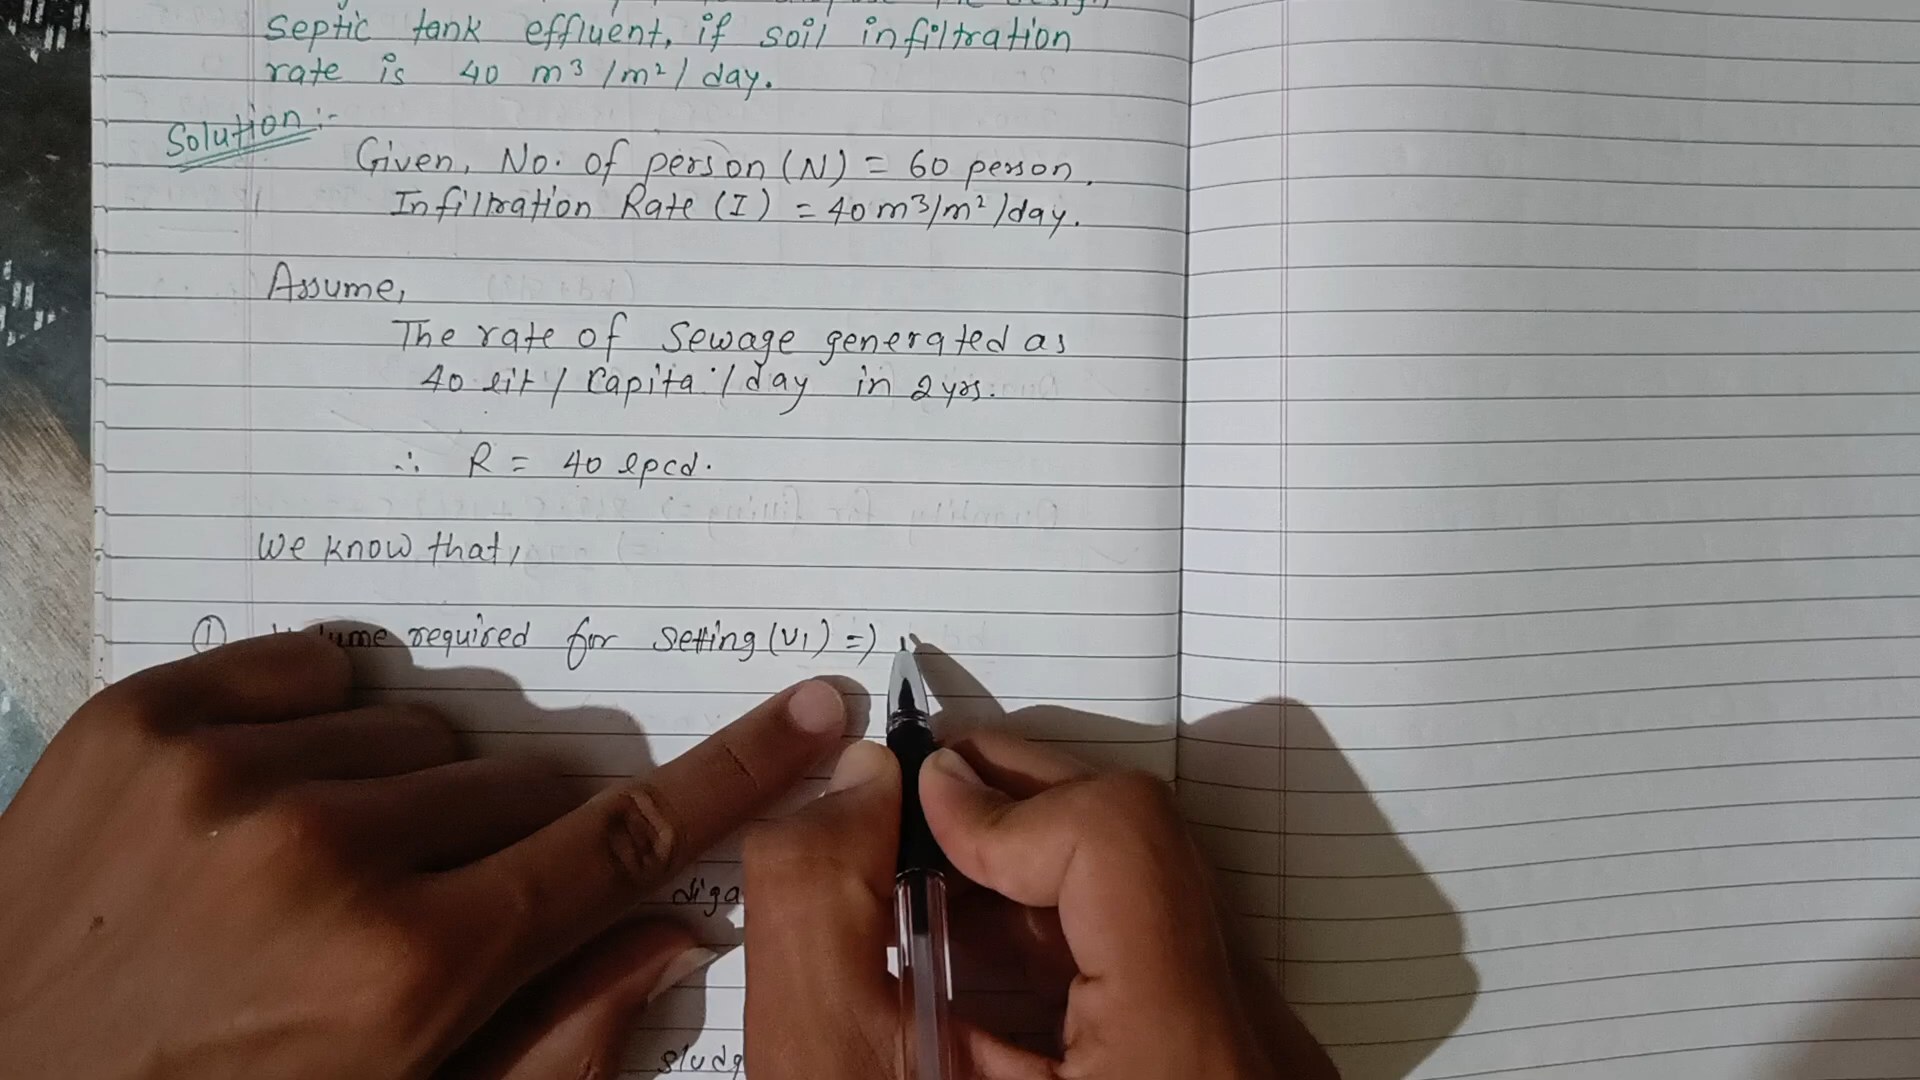 septic tank effluent, if soil infiltration
rate is 40 m³/m²/day.
Solution :-
Given, No. of person (N) = 60 person.
Infiltration Rate (I) = 40 m³/m²/day.
Assume,
The rate of sewage generated as
40 lit / capita / day in 2 yrs.
∴ R = 40 lpcd.
We know that,
① required for setting (V1) =)
diga
sludg